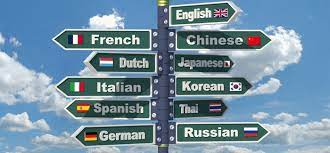 English
French
Chinese
Dutch
Japanese
Italian
Korean
Spanish
Thai
German
Russian